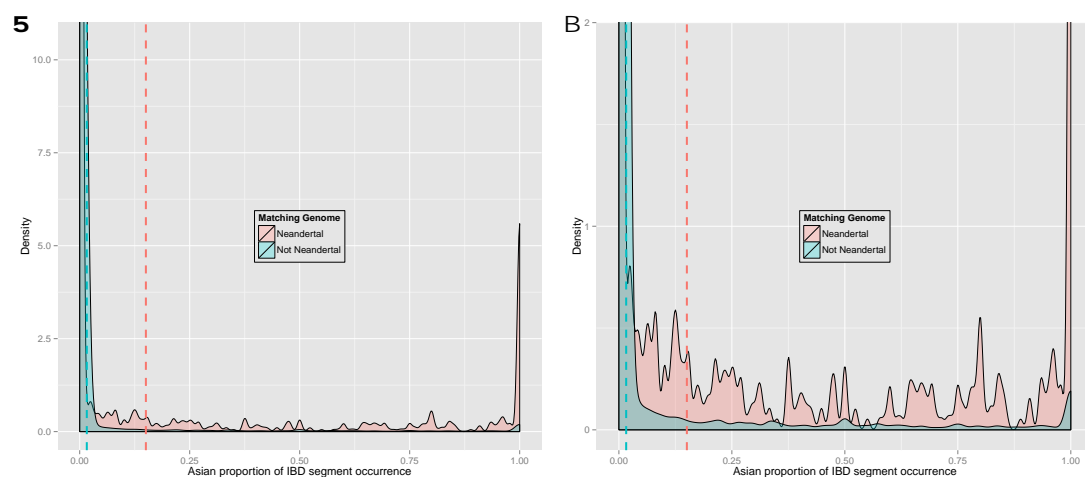 5
10.0
7.5
5.0
2.5
0.0
Density
Matching Genome
Neandertal
Not Neandertal
0.00 0.25 0.50 0.75 1.00
Asian proportion of IBD segment occurrence
B
2
1
0
Density
Matching Genome
Neandertal
Not Neandertal
0.00 0.25 0.50 0.75 1.00
Asian proportion of IBD segment occurrence